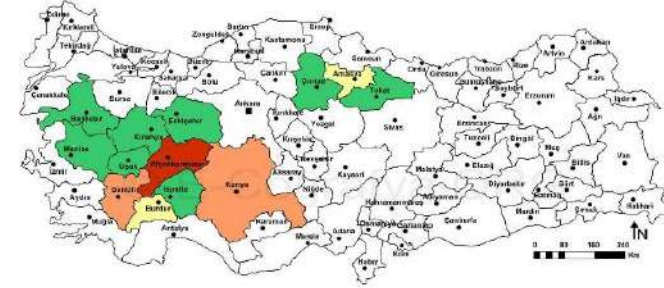 Edirne
Kırklareli
Tekirdağ
İstanbul
Yalova
Kocaeli
Sakarya
Düzce
Bolu
Zonguldak
Bartın
Karabük
Kastamonu
Sinop
Çankırı
Çorum
Amasya
Samsun
Tokat
Ordu
Giresun
Trabzon
Rize
Artvin
Ardahan
Kars
Iğdır
Ağrı
Erzurum
Bayburt
Gümüşhane
Erzincan
Sivas
Yozgat
Kırıkkale
Ankara
Kırşehir
Nevşehir
Kayseri
Aksaray
Niğde
Çanakkale
Bursa
Bilecik
Balıkesir
Eskişehir
Kütahya
Manisa
Uşak
Afyonkarahisar
İzmir
Aydın
Denizli
Isparta
Burdur
Muğla
Antalya
Konya
Karaman
Mersin
Adana
Osmaniye
Hatay
Kilis
Gaziantep
Kahramanmaraş
Adıyaman
Malatya
Şanlıurfa
Elazığ
Tunceli
Bingöl
Muş
Bitlis
Van
Diyarbakır
Batman
Siirt
Mardin
Şırnak
Hakkari
N
0 80 160 240
Km